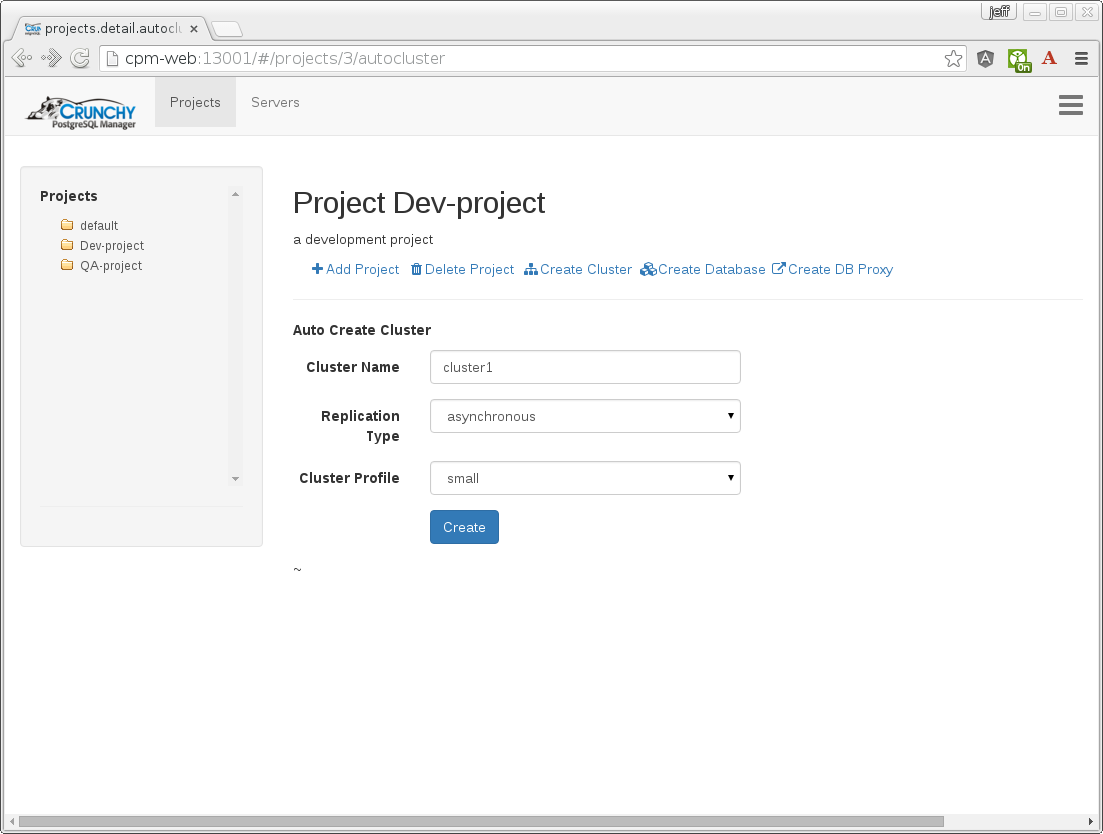 jeff
projects.detail.autoclu
cpm-web:13001/#/projects/3/autocluster
On
CRUNCHY
PostgreSQL Manager
Projects
Servers
Projects
default
Dev-project
QA-project
Project Dev-project
a development project
Add Project Delete Project Create Cluster Create Database Create DB Proxy
Auto Create Cluster
Cluster Name cluster1
Replication
Type
asynchronous
Cluster Profile small
Create
~